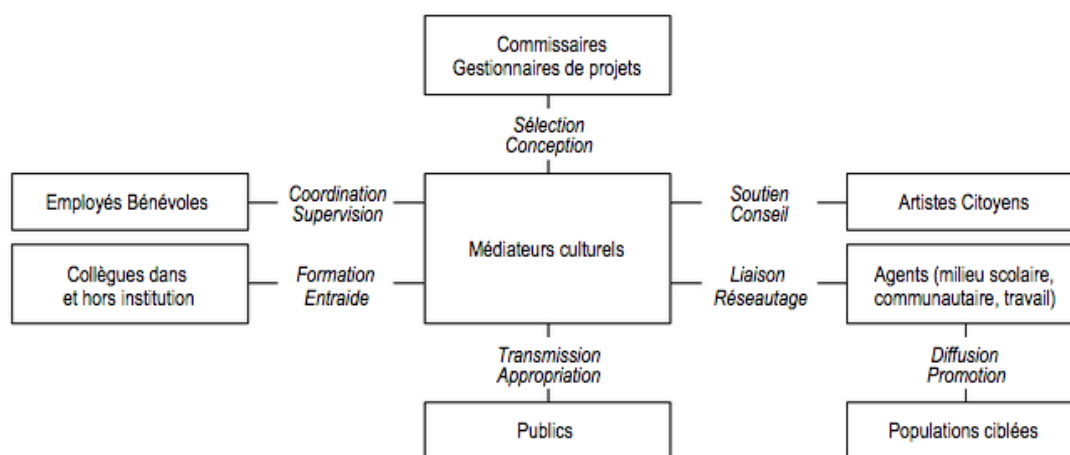 Commissaires
Gestionnaires de projets
Sélection
Conception
Employés Bénévoles
Coordination
Supervision
Médiateurs culturels
Soutien
Conseil
Artistes Citoyens
Collègues dans
et hors institution
Formation
Entraide
Liaison
Réseautage
Agents (milieu scolaire,
communautaire, travail)
Transmission
Appropriation
Diffusion
Promotion
Publics
Populations ciblées